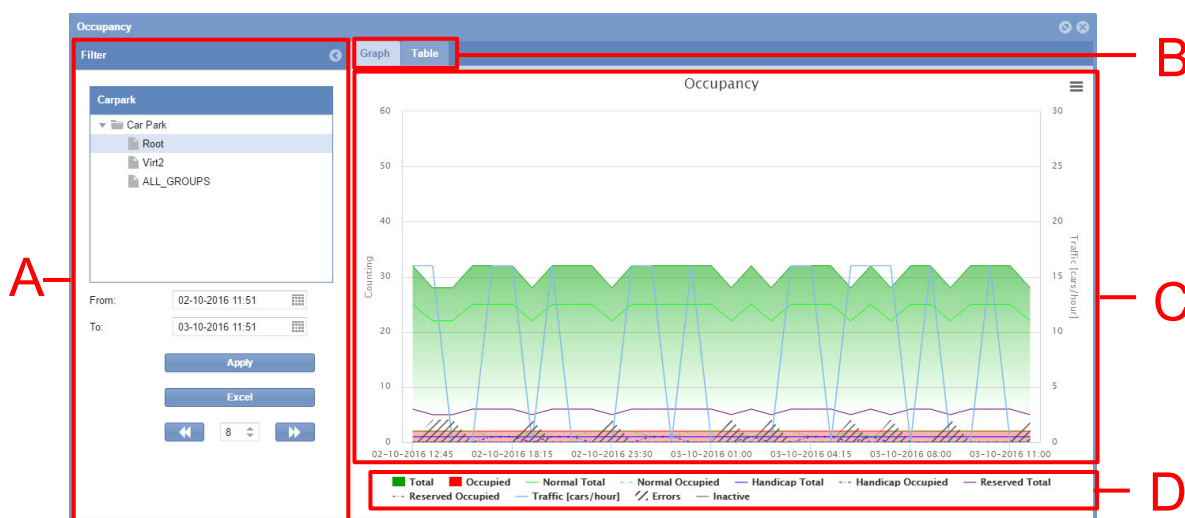 Occupancy
Filter
Graph Table
B
Occupancy
Carpark
Car Park
Root
Virt2
ALL_GROUPS
A
From: 02-10-2016 11:51
To: 03-10-2016 11:51
Apply
Excel
8
60
50
40
30
20
10
0
Counting
30
25
20
15
10
5
0
Traffic [cars/hour]
C
02-10-2016 12:45 02-10-2016 18:15 02-10-2016 23:30 03-10-2016 01:00 03-10-2016 04:15 03-10-2016 08:00 03-10-2016 11:00
Total Occupied Normal Total Normal Occupied Handicap Total Handicap Occupied Reserved Total
Reserved Occupied Traffic [cars/hour] Errors Inactive
D